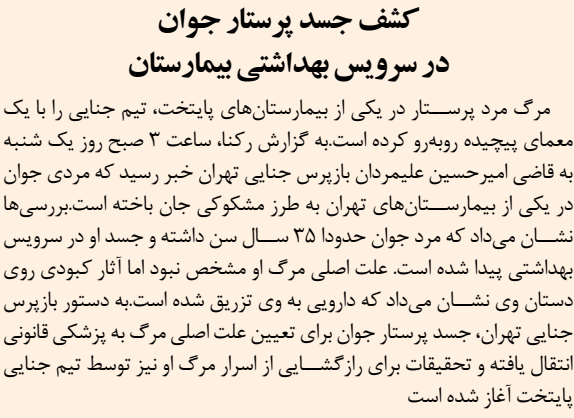 کشف جسد پرستار جوان
در سرویس بهداشتی بیمارستان
مرگ مرد پرستار در یکی از بیمارستان‌های پایتخت، تیم جنایی را با یک
معمای پیچیده روبه‌رو کرده است.به گزارش رکنا، ساعت ۳ صبح روز یک شنبه
به قاضی امیرحسین علیمردان بازپرس جنایی تهران خبر رسید که مردی جوان
در یکی از بیمارستان‌های تهران به طرز مشکوکی جان باخته است.بررسی‌ها
نشان می‌داد که مرد جوان حدودا ۳۵ سال سن داشته و جسد او در سرویس
بهداشتی پیدا شده است. علت اصلی مرگ او مشخص نبود اما آثار کبودی روی
دستان وی نشان می‌داد که دارویی به وی تزریق شده است.به دستور بازپرس
جنایی تهران، جسد پرستار جوان برای تعیین علت اصلی مرگ به پزشکی قانونی
انتقال یافته و تحقیقات برای رازگشایی از اسرار مرگ او نیز توسط تیم جنایی
پایتخت آغاز شده است